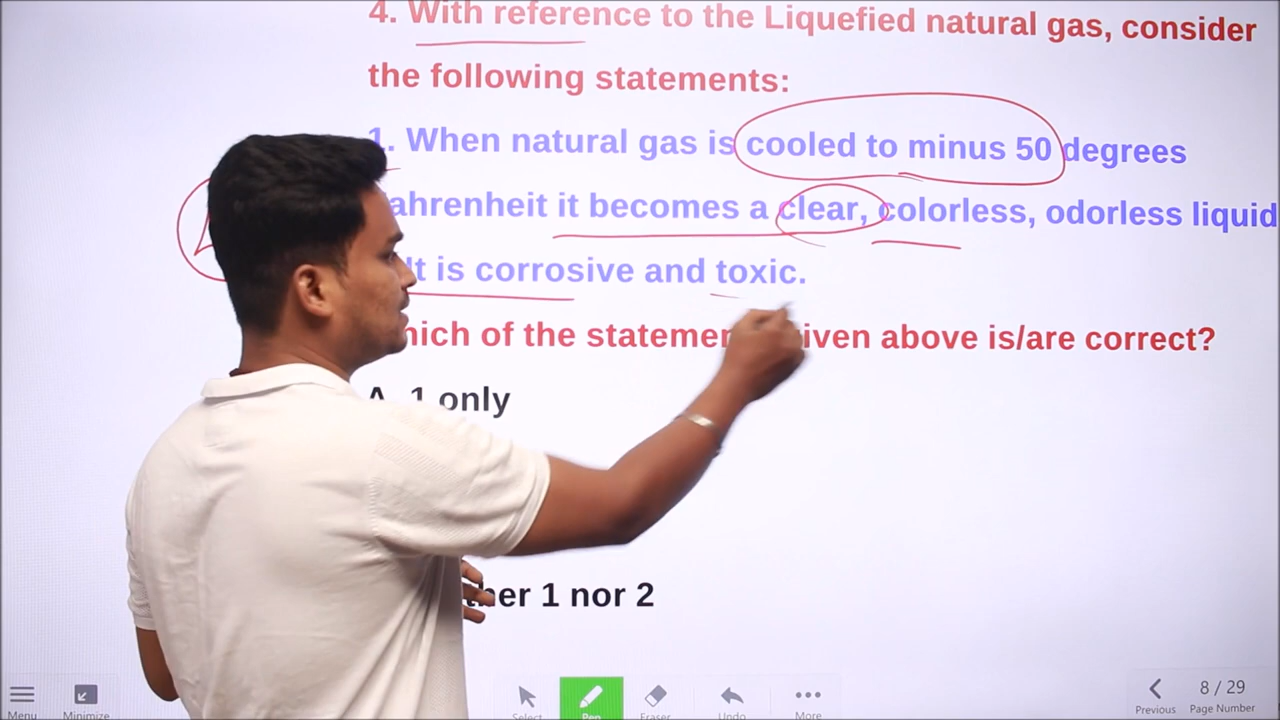 4. With reference to the Liquefied natural gas, consider
the following statements:
1. When natural gas is cooled to minus 50 degrees
ahrenheit it becomes a clear, colorless, odorless liquid
It is corrosive and toxic.
hich of the statemen iven above is/are correct?
A. 1 only
ther 1 nor 2
Menu
Minimize
Select
Pen
Eraser
Undo
More
Previous
8 / 29
Page Number